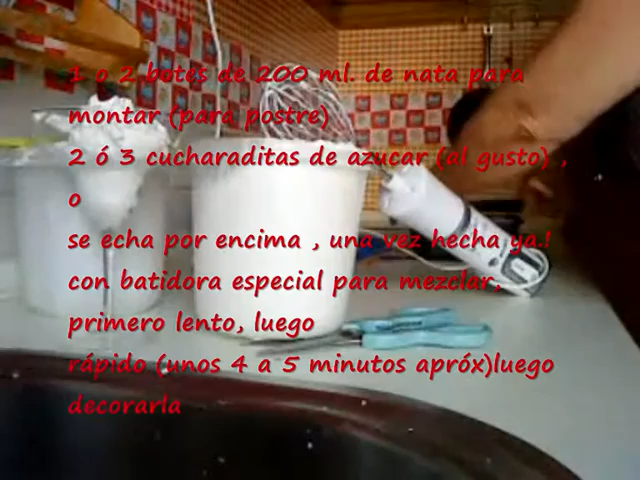 1 o 2 botes de 200 ml. de nata para
montar (para postre)
2 ó 3 cucharaditas de azucar (al gusto) ,
o
se echa por encima , una vez hecha ya.!
con batidora especial para mezclar,
primero lento, luego
rápido (unos 4 a 5 minutos apróx)luego
decorarla